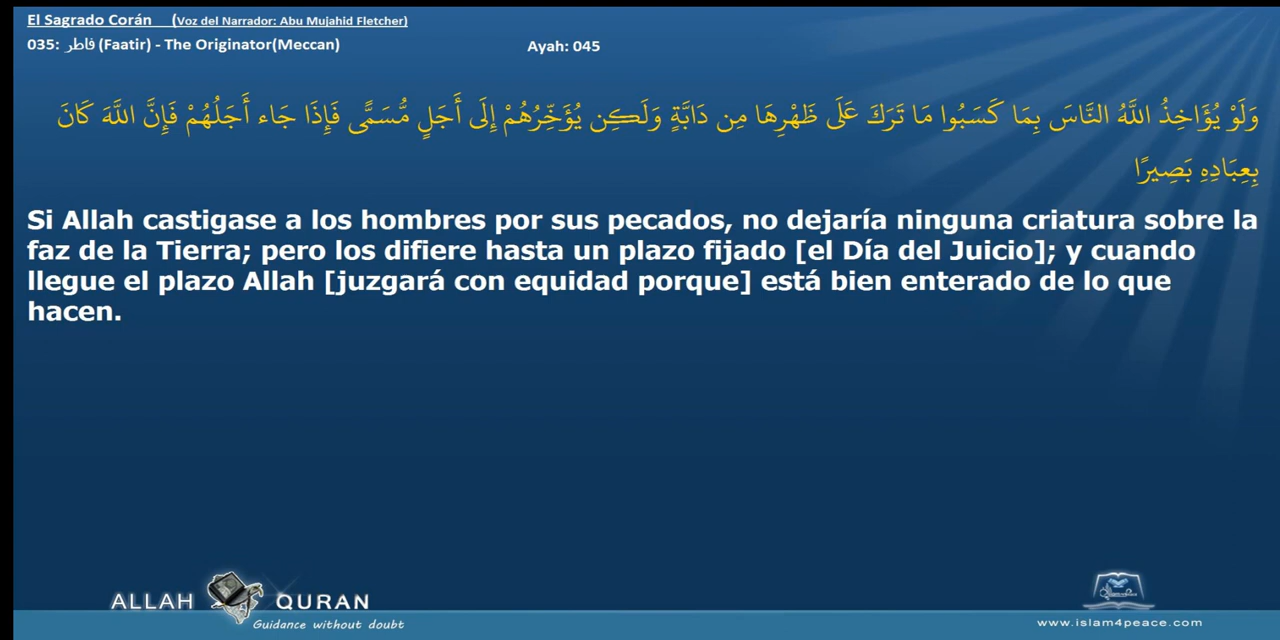 El Sagrado Corán (Voz del Narrador: Abu Mujahid Fletcher)
035: فاطر (Faatir) - The Originator(Meccan) Ayah: 045
وَلَوْ يُؤَاخِذُ اللَّهُ النَّاسَ بِمَا كَسَبُوا مَا تَرَكَ عَلَى ظَهْرِهَا مِن دَابَّةٍ وَلَكِن يُؤَخِّرُهُمْ إِلَى أَجَلٍ مُّسَمًّى فَإِذَا جَاء أَجَلُهُمْ فَإِنَّ اللَّهَ كَانَ
بِعِبَادِهِ بَصِيرًا
Si Allah castigase a los hombres por sus pecados, no dejaría ninguna criatura sobre la
faz de la Tierra; pero los difiere hasta un plazo fijado [el Día del Juicio]; y cuando
llegue el plazo Allah [juzgará con equidad porque] está bien enterado de lo que
hacen.
ALLAH QURAN
Guidance without doubt
www.islam4peace.com